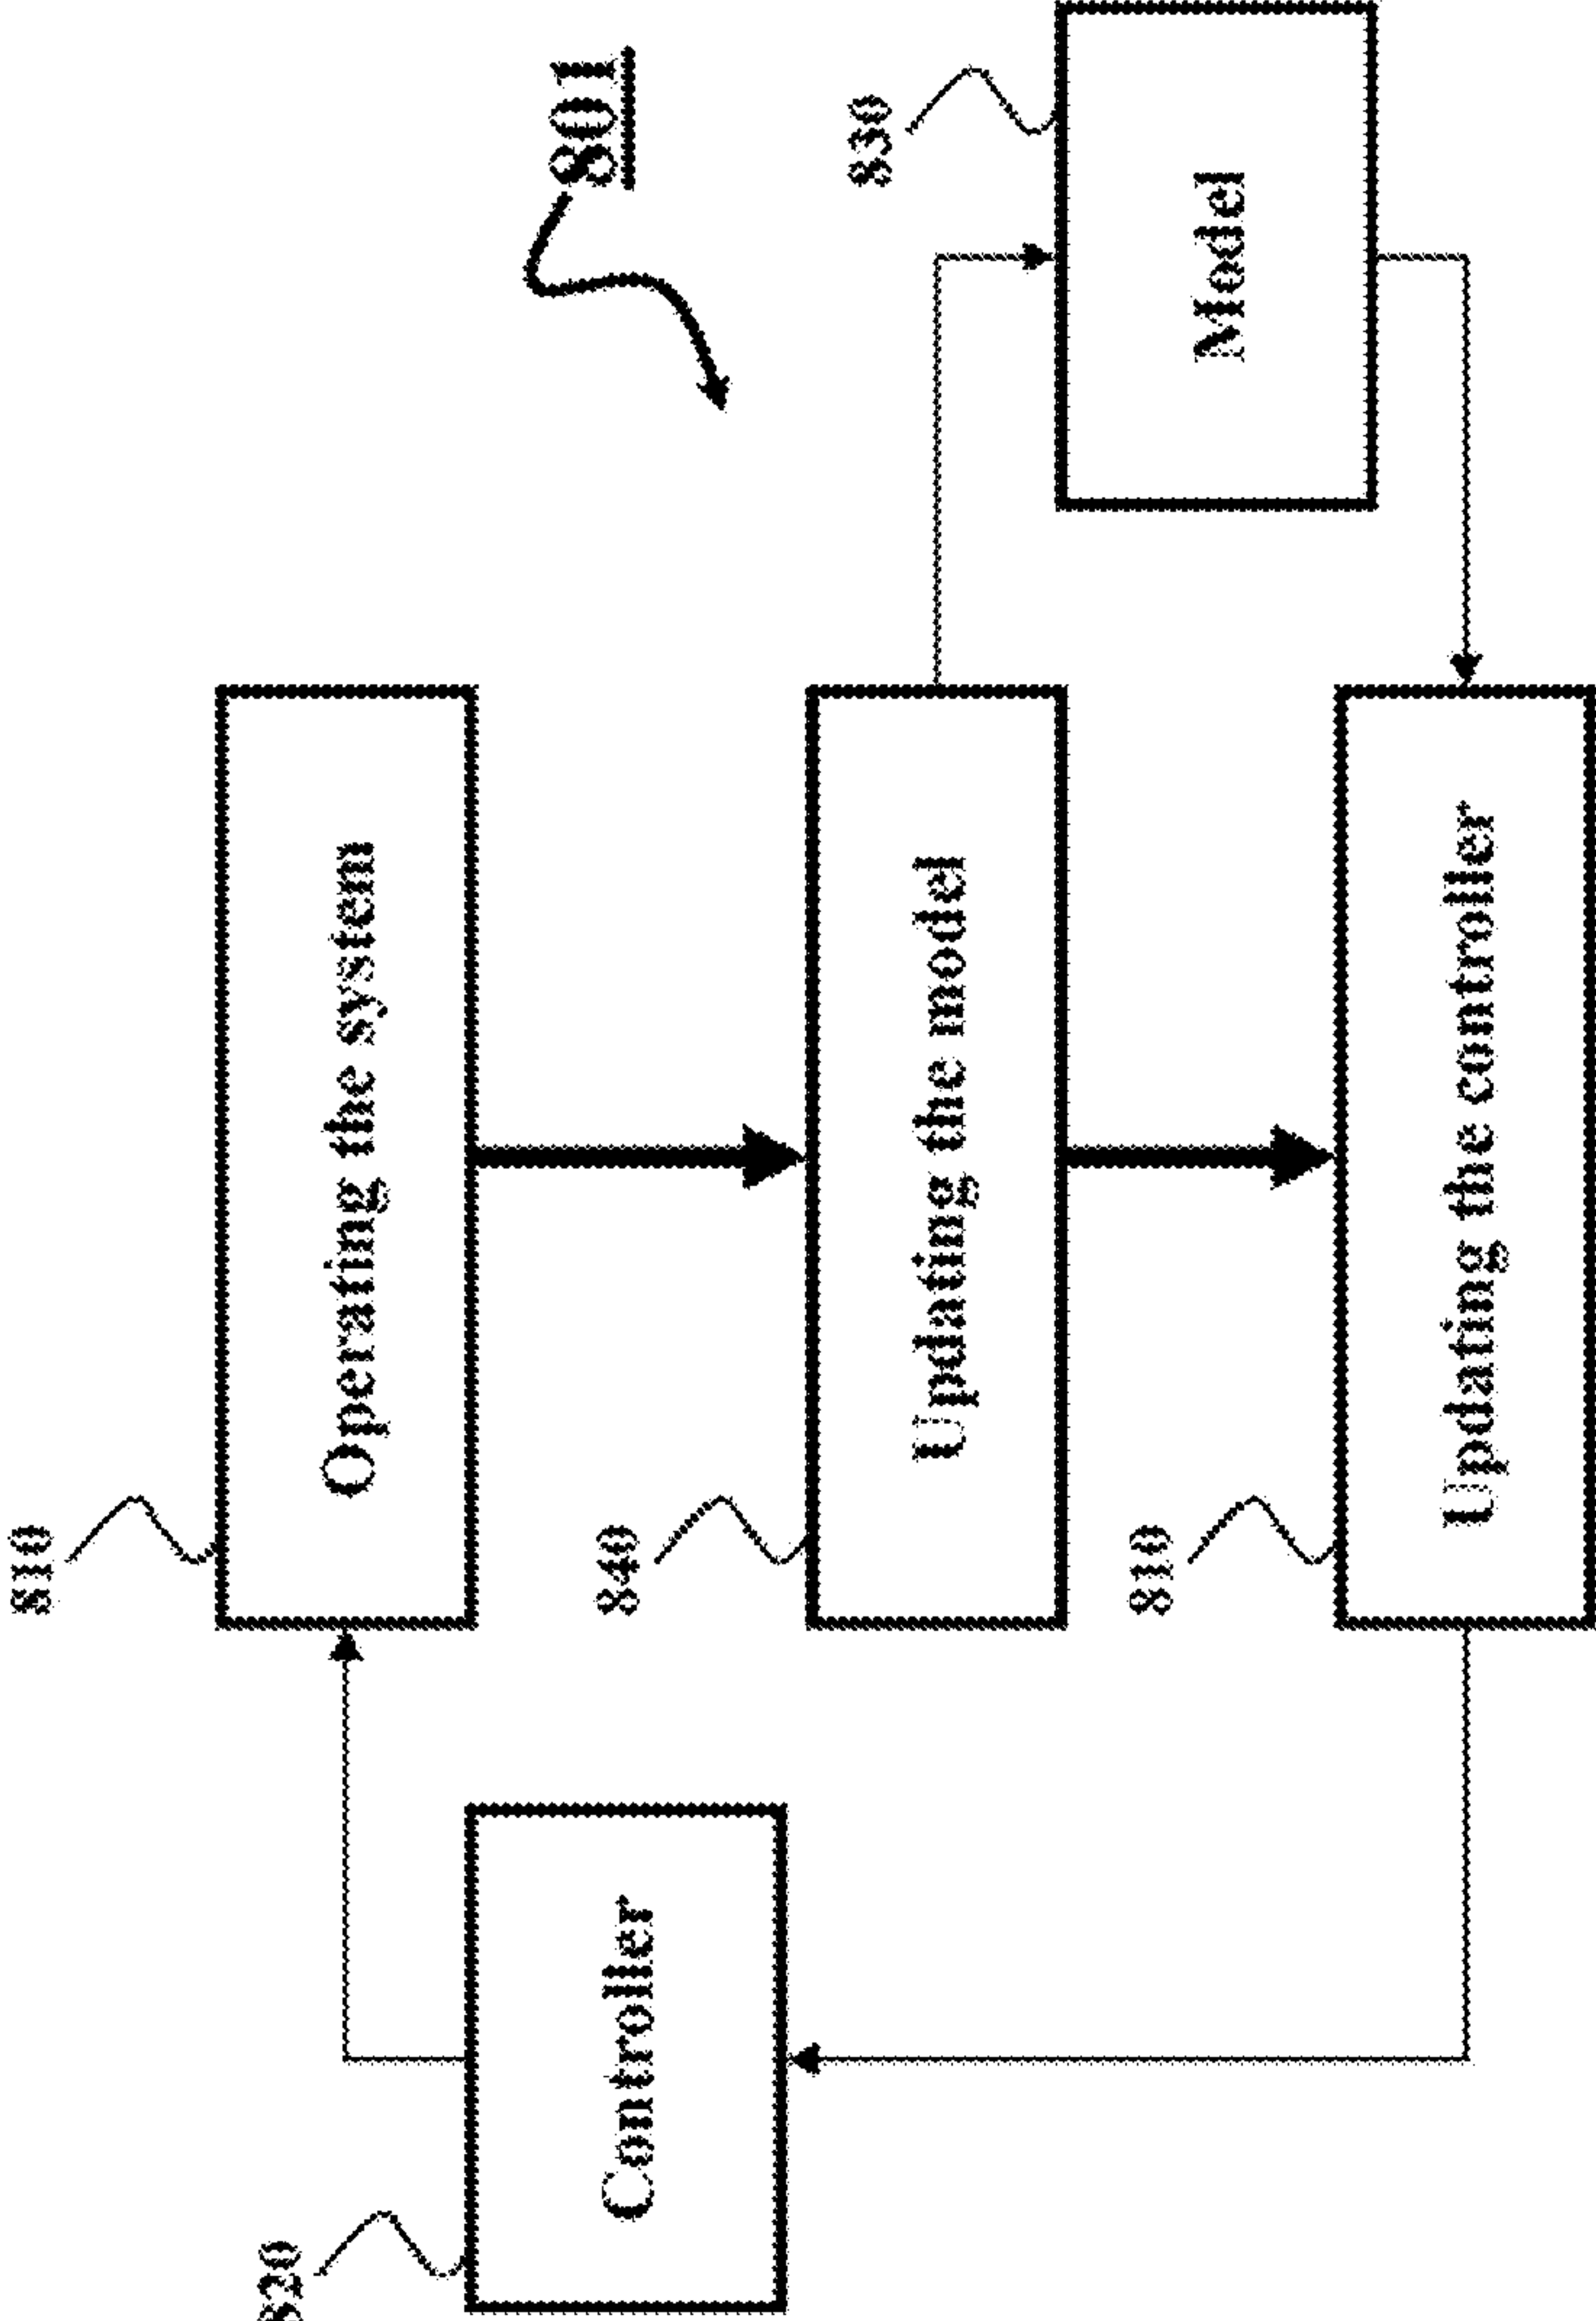 810
820
Operating the system
801
840
Controller
830
Updating the model
810
Model
Updating the controller